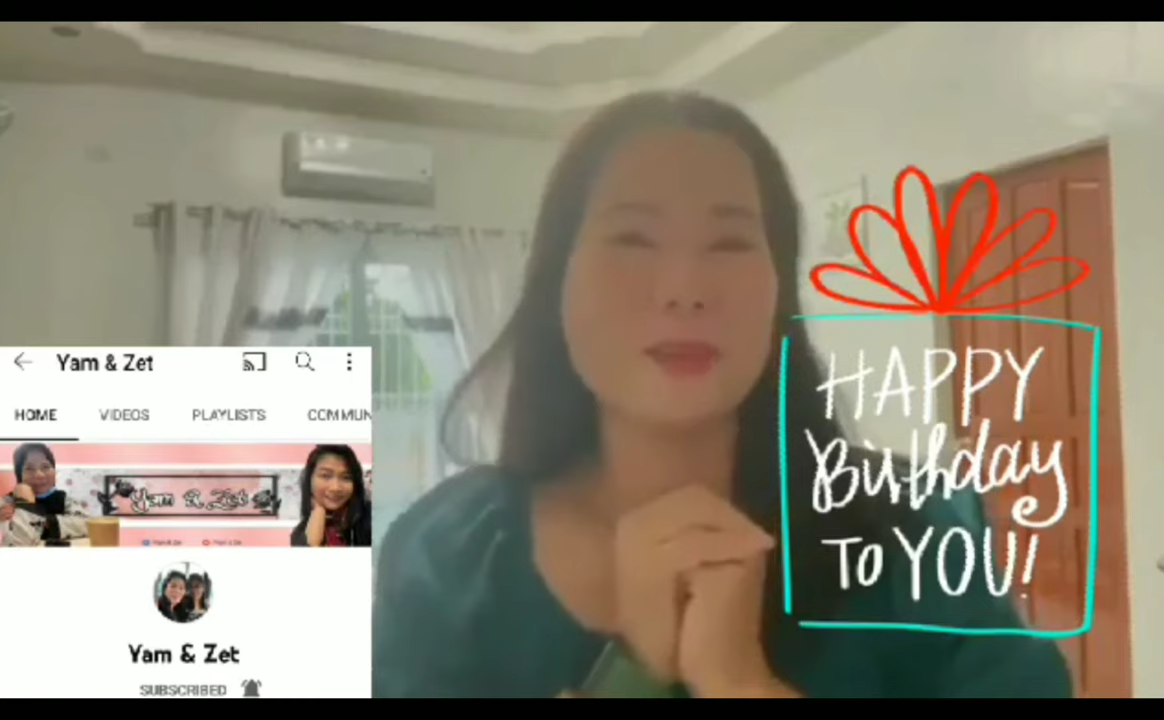 Yam & Zet
HOME VIDEOS PLAYLISTS COMMUN
Yam & Zet
Yam & Zet
SUBSCRIBED
HAPPY
Birthday
TO YOU!